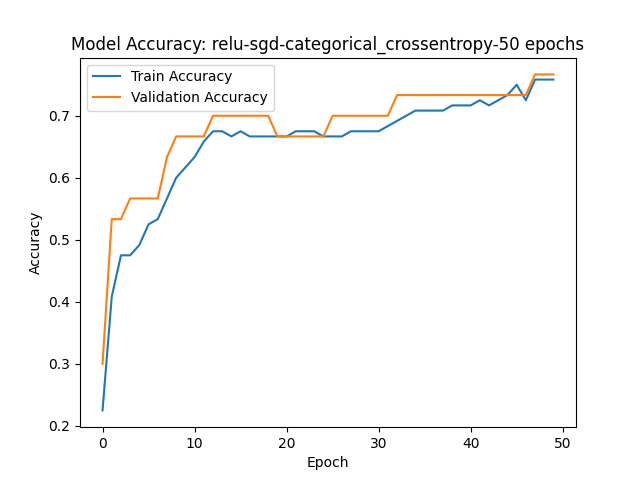 Model Accuracy: relu-sgd-categorical_crossentropy-50 epochs
Train Accuracy
Validation Accuracy
0.7
0.6
0.5
0.4
0.3
0.2
Accuracy
0 10 20 30 40 50
Epoch